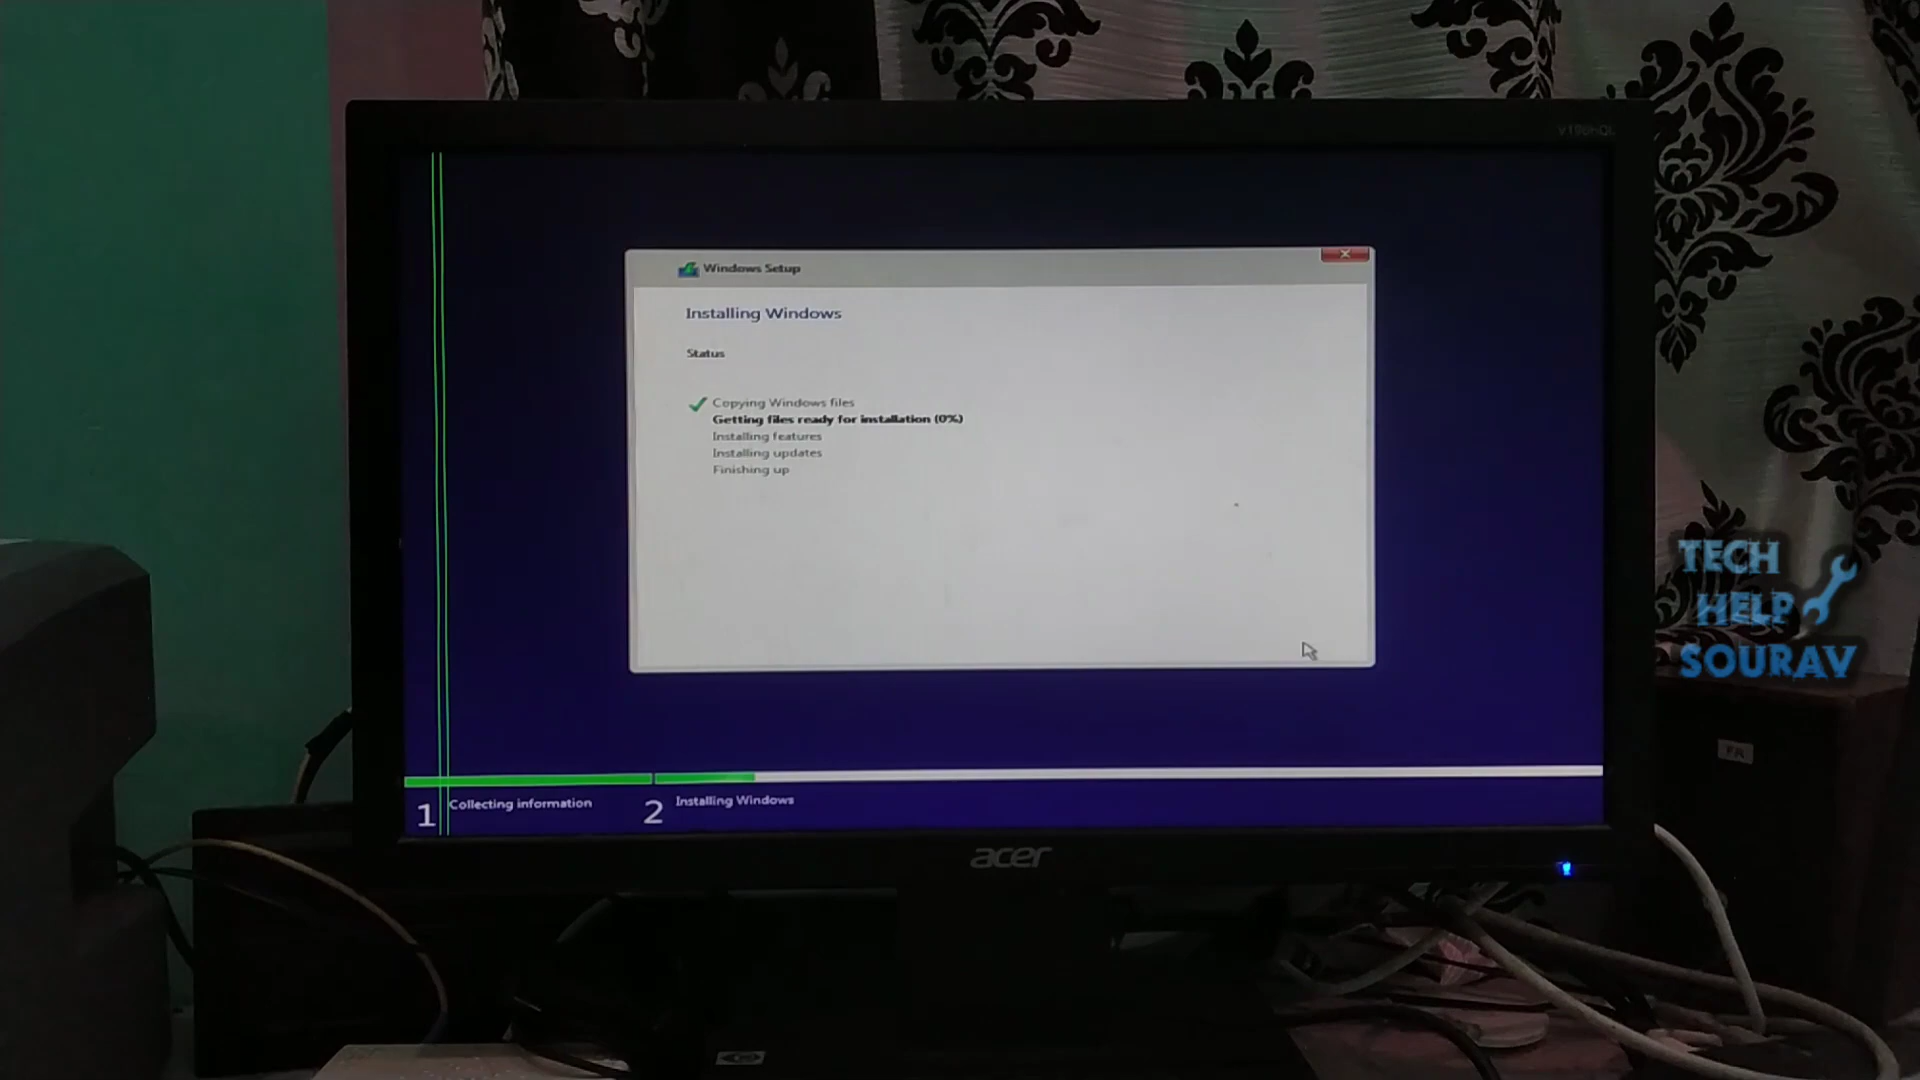 V196HQL
Windows Setup
Installing Windows
Status
Copying Windows files
Getting files ready for installation (0%)
Installing features
Installing updates
Finishing up
TECH
HELP
SOURAV
1 Collecting information
2 Installing Windows
acer